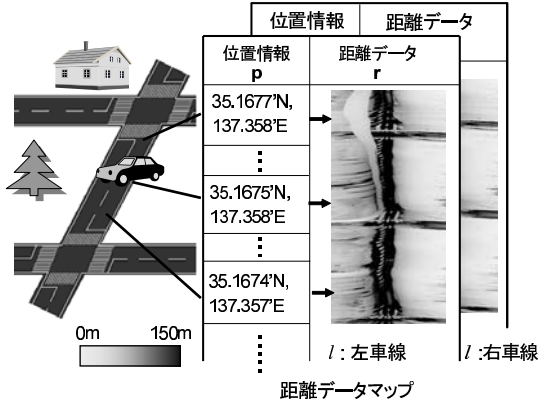 位置情報 距離データ
位置情報 距離データ
p r
35.1677'N,
137.358'E
35.1675'N,
137.358'E
35.1674'N,
137.357'E
0m 150m
l : 左車線 l : 右車線
距離データマップ